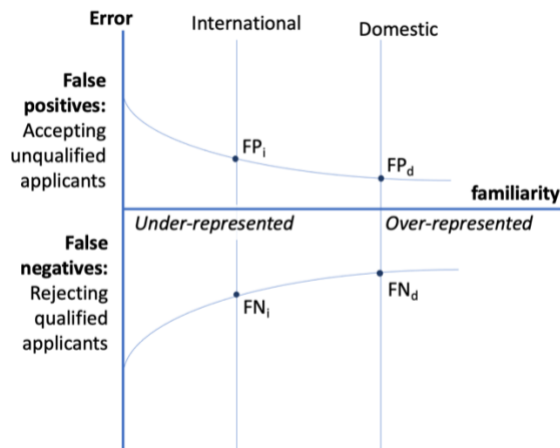 Error
International
Domestic
False
positives:
Accepting
unqualified
applicants
FPi
FPd
familiarity
Under-represented
Over-represented
False
negatives:
Rejecting
qualified
applicants
FNi
FNd